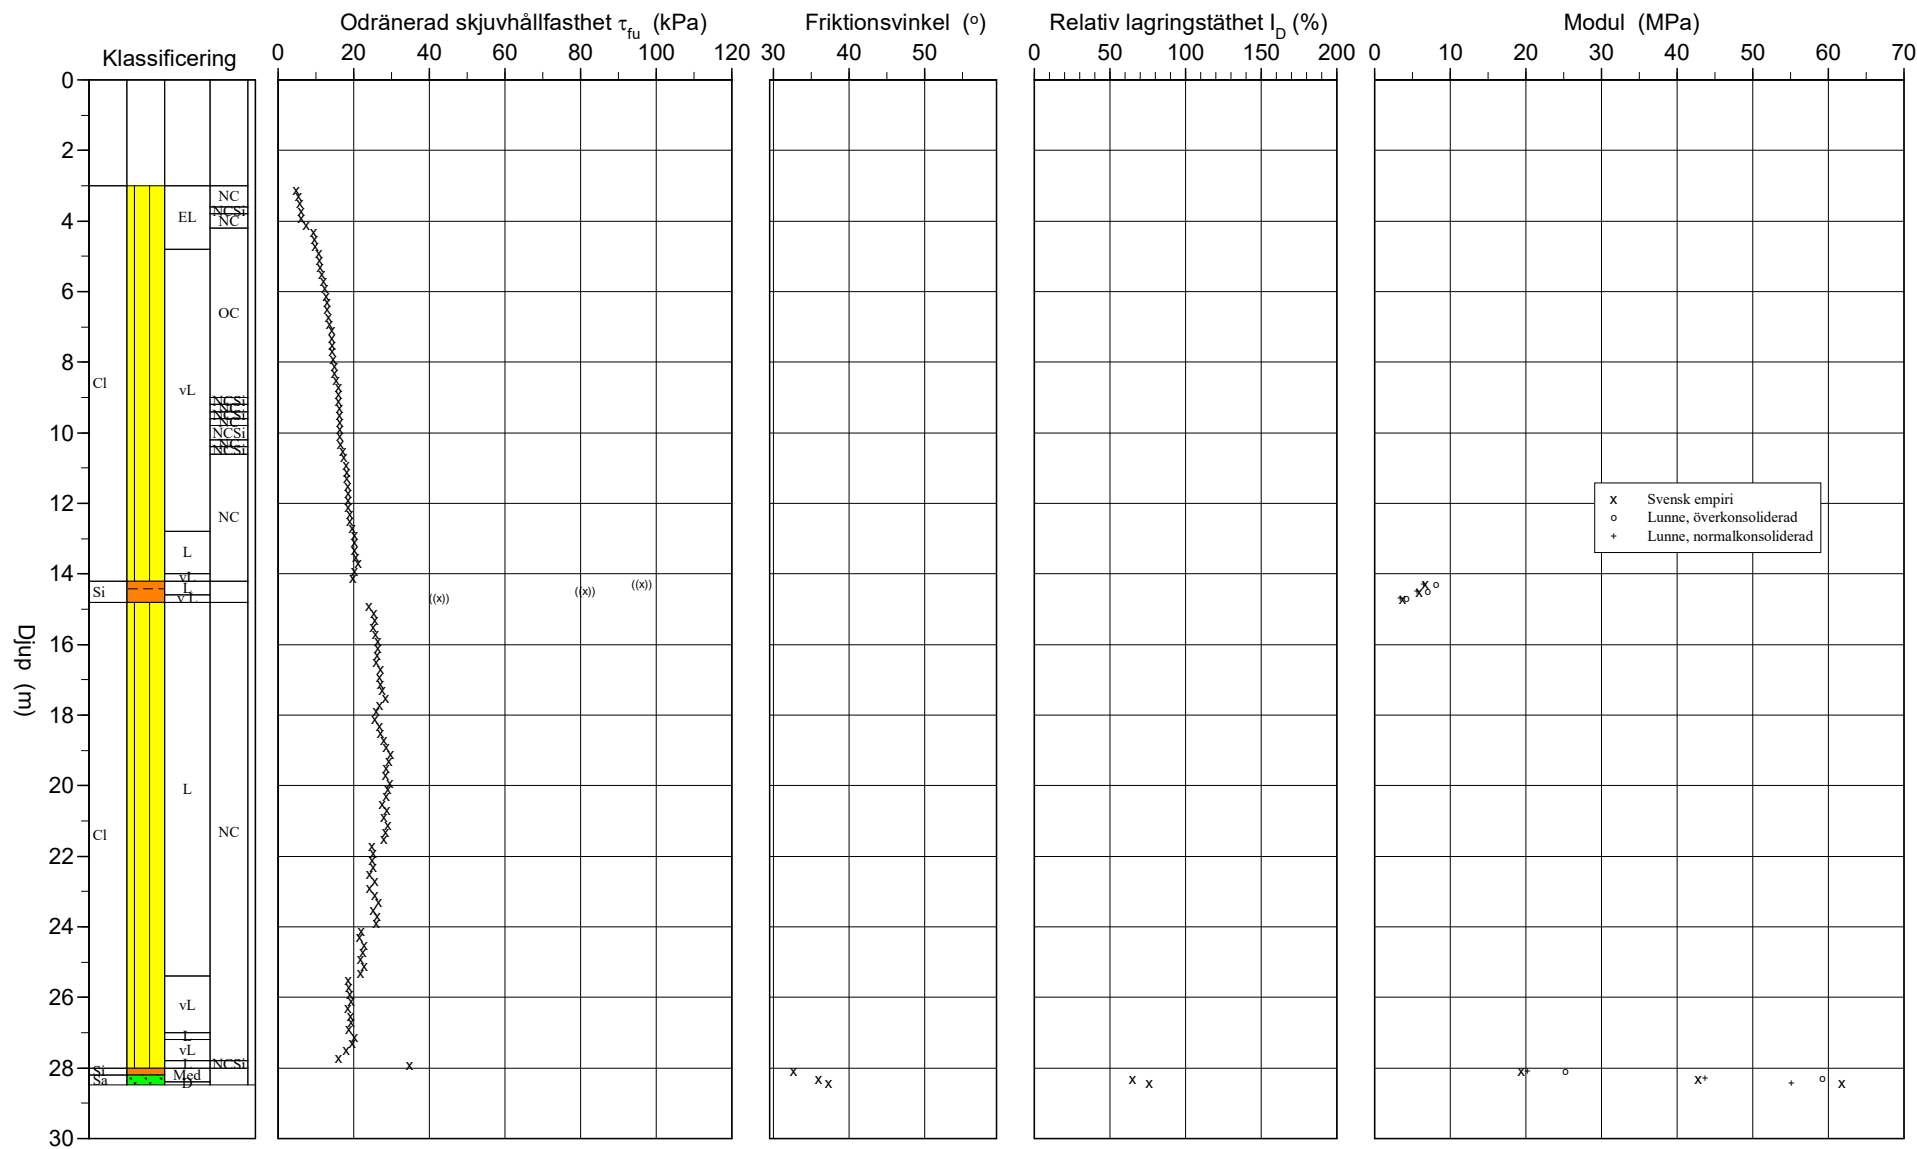 Odränerad skjuvhållfasthet τfu (kPa)
Friktionsvinkel (o)
Relativ lagringstäthet ID (%)
Modul (MPa)
Klassificering
0 20 40 60 80 100 120
30 40 50
0 50 100 150 200
0 10 20 30 40 50 60 70
Djup (m)
0
2
4
6
8
10
12
14
16
18
20
22
24
26
28
30
Cl
Si
Cl
Si
Sa
EL
vL
L
vL
L
v L
L
vL
L
vL
L
Med
D
NC
NCSi
NC
OC
NCSi
NC
NCSi
NC
NCSi
NC
NCSi
NC
NC
NCSi
((x))
((x))
((x))
x Svensk empiri
o Lunne, överkonsoliderad
+ Lunne, normalkonsoliderad